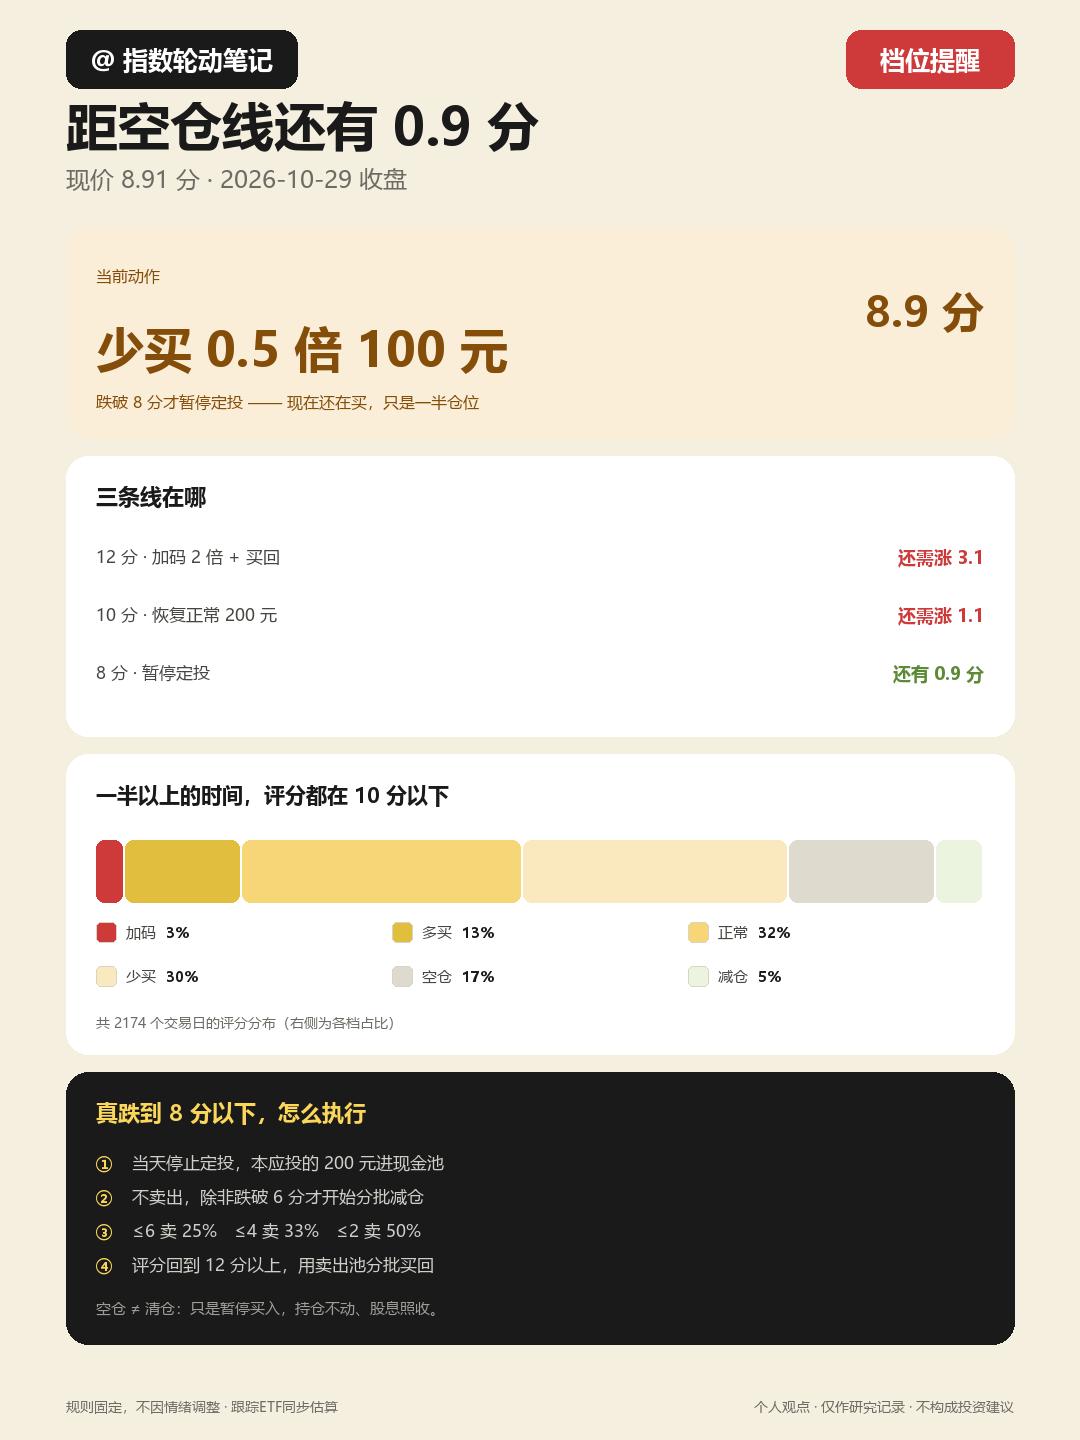 @ 指数轮动笔记
档位提醒
距空仓线还有 0.9 分
现价 8.91 分 · 2026-10-29 收盘
当前动作
8.9 分
少买 0.5 倍 100 元
跌破 8 分才暂停定投 —— 现在还在买，只是一半仓位
三条线在哪
12 分 · 加码 2 倍 + 买回
还需涨 3.1
10 分 · 恢复正常 200 元
还需涨 1.1
8 分 · 暂停定投
还有 0.9 分
一半以上的时间，评分都在 10 分以下
加码 3%
多买 13%
正常 32%
少买 30%
空仓 17%
减仓 5%
共 2174 个交易日的评分分布（右侧为各档占比）
真跌到 8 分以下，怎么执行
① 当天停止定投，本应投的 200 元进现金池
② 不卖出，除非跌破 6 分才开始分批减仓
③ ≤6 卖 25% ≤4 卖 33% ≤2 卖 50%
④ 评分回到 12 分以上，用卖出池分批买回
空仓 ≠ 清仓：只是暂停买入，持仓不动、股息照收。
规则固定，不因情绪调整 · 跟踪ETF同步估算
个人观点 · 仅作研究记录 · 不构成投资建议